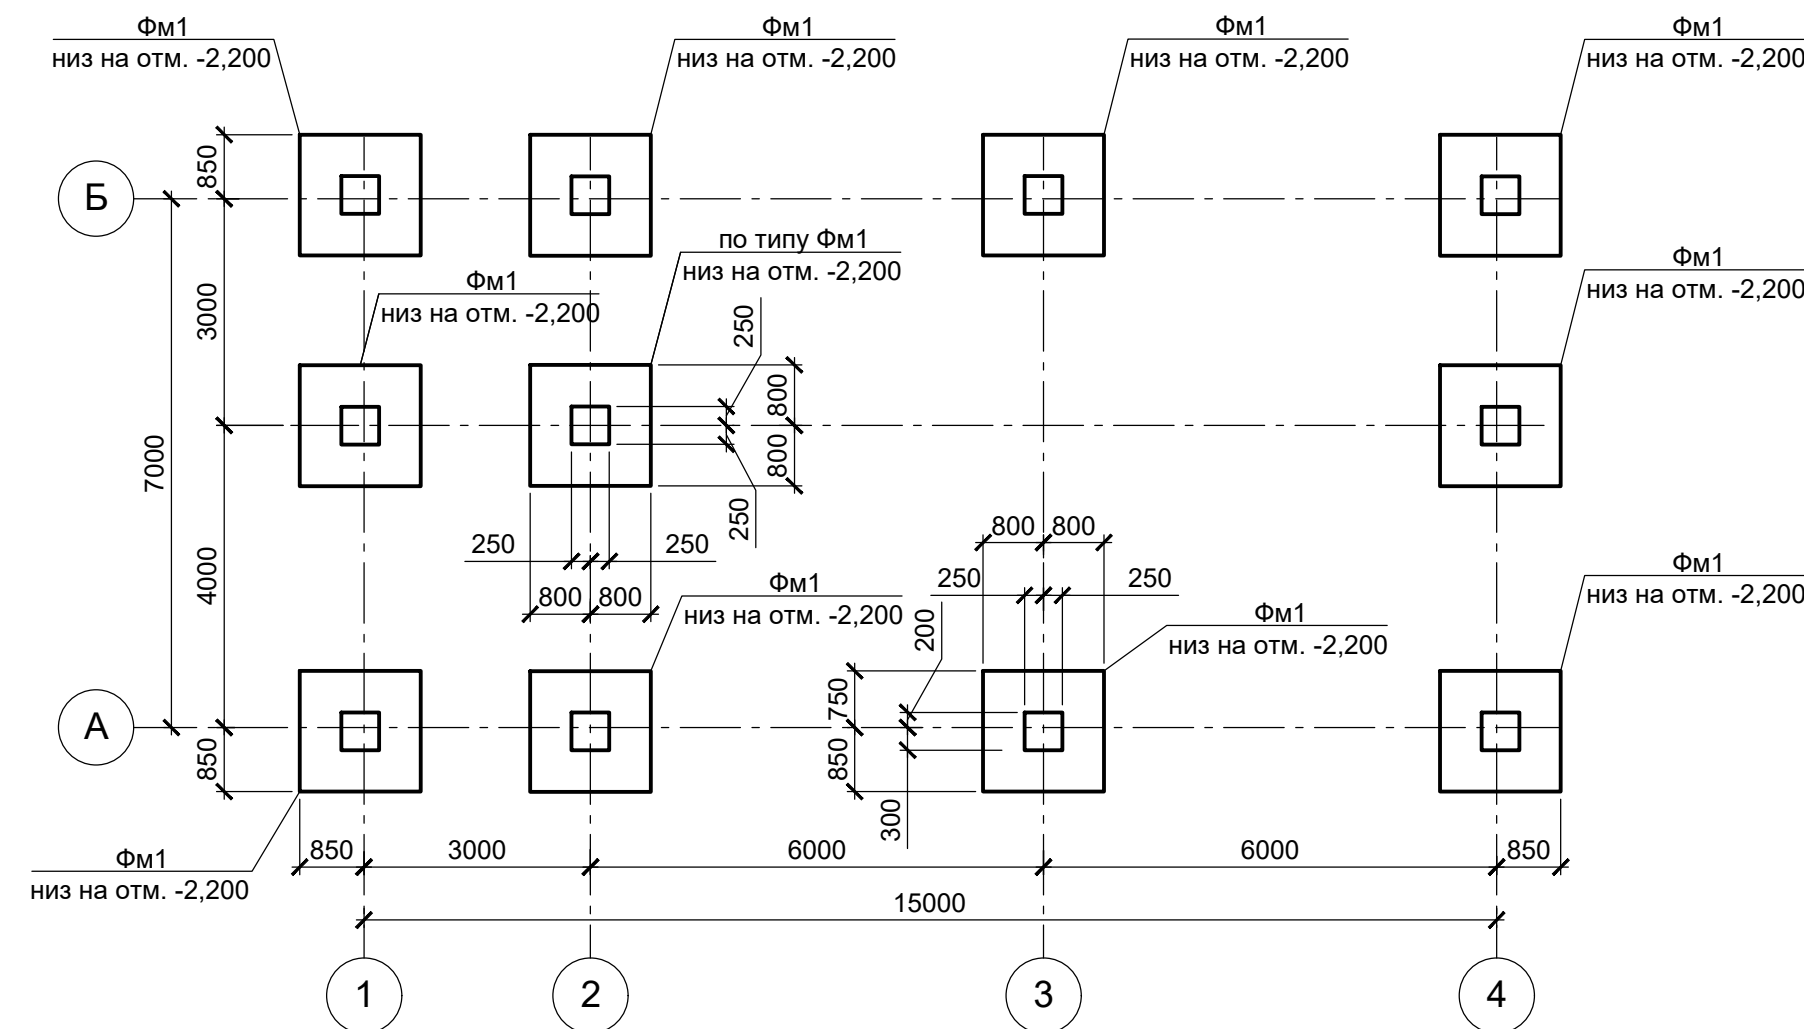 Фм1
низ на отм. -2,200
Фм1
низ на отм. -2,200
Фм1
низ на отм. -2,200
Фм1
низ на отм. -2,200
850
Б
по типу Фм1
низ на отм. -2,200
Фм1
низ на отм. -2,200
Фм1
низ на отм. -2,200
3000
250
800
800
7000
250
250
250
800
800
4000
800
800
250
250
Фм1
низ на отм. -2,200
Фм1
низ на отм. -2,200
Фм1
низ на отм. -2,200
200
750
А
850
850
300
850
3000
6000
6000
850
Фм1
низ на отм. -2,200
15000
1
2
3
4